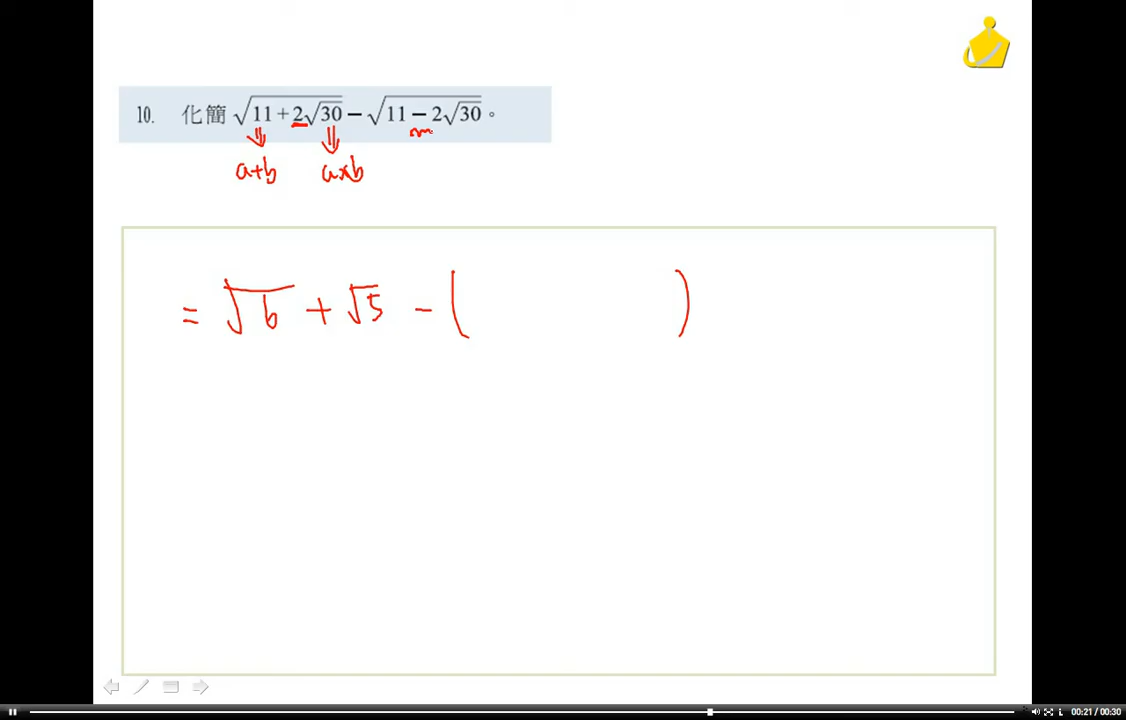 10. 化簡 √(11+2√30) − √(11−2√30)。
a+b a×b
= √6 + √5 − ( )
00:21 / 00:30